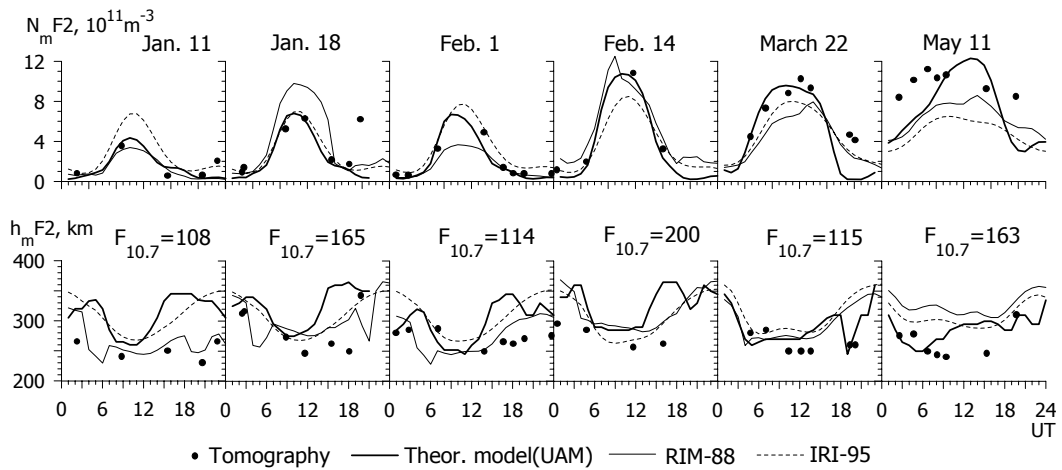 NmF2, 10^11 m^-3
Jan. 11 Jan. 18 Feb. 1 Feb. 14 March 22 May 11
12
8
4
0
hmF2, km
F10.7=108 F10.7=165 F10.7=114 F10.7=200 F10.7=115 F10.7=163
400
300
200
0 6 12 18 0 6 12 18 0 6 12 18 0 6 12 18 0 6 12 18 0 6 12 18 24
UT
Tomography Theor. model(UAM) RIM-88 IRI-95